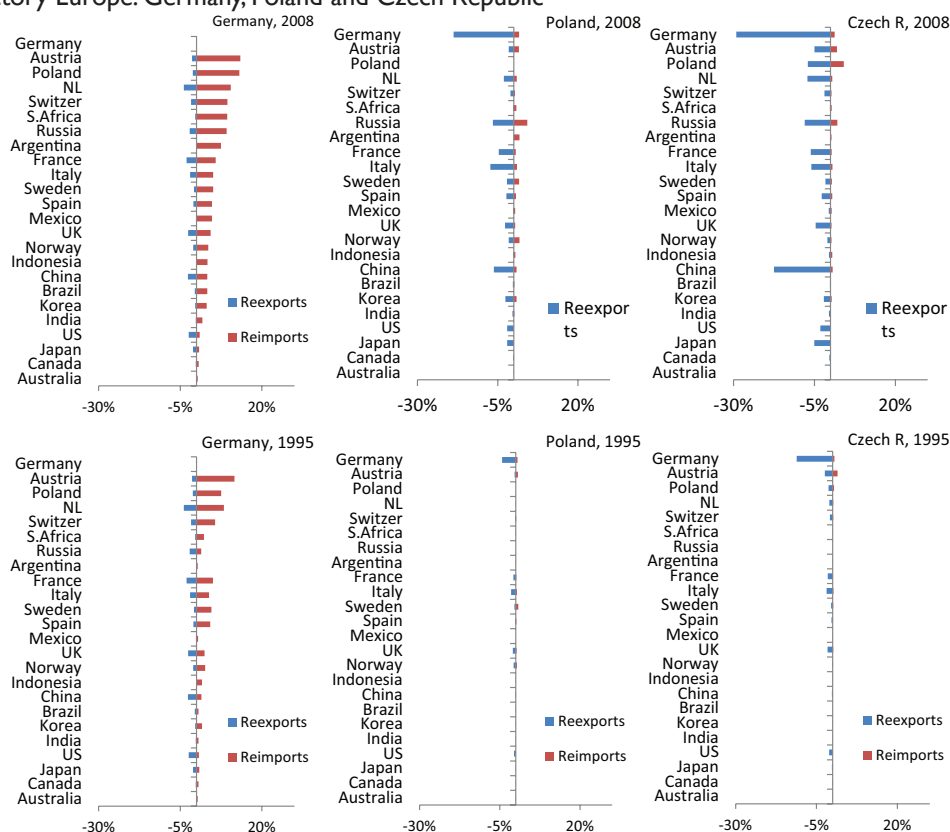 ctory Europe: Germany, Poland and Czech Republic
Germany, 2008
Germany
Austria
Poland
NL
Switzer
S.Africa
Russia
Argentina
France
Italy
Sweden
Spain
Mexico
UK
Norway
Indonesia
China
Brazil
Korea
India
US
Japan
Canada
Australia
Reexports
Reimports
-30%
-5%
20%
Poland, 2008
Germany
Austria
Poland
NL
Switzer
S.Africa
Russia
Argentina
France
Italy
Sweden
Spain
Mexico
UK
Norway
Indonesia
China
Brazil
Korea
India
US
Japan
Canada
Australia
Reexpor
ts
-30%
-5%
20%
Czech R, 2008
Germany
Austria
Poland
NL
Switzer
S.Africa
Russia
Argentina
France
Italy
Sweden
Spain
Mexico
UK
Norway
Indonesia
China
Brazil
Korea
India
US
Japan
Canada
Australia
Reexpor
ts
-30%
-5%
20%
Germany, 1995
Germany
Austria
Poland
NL
Switzer
S.Africa
Russia
Argentina
France
Italy
Sweden
Spain
Mexico
UK
Norway
Indonesia
China
Brazil
Korea
India
US
Japan
Canada
Australia
Reexports
Reimports
-30%
-5%
20%
Poland, 1995
Germany
Austria
Poland
NL
Switzer
S.Africa
Russia
Argentina
France
Italy
Sweden
Spain
Mexico
UK
Norway
Indonesia
China
Brazil
Korea
India
US
Japan
Canada
Australia
Reexports
Reimports
-30%
-5%
20%
Czech R, 1995
Germany
Austria
Poland
NL
Switzer
S.Africa
Russia
Argentina
France
Italy
Sweden
Spain
Mexico
UK
Norway
Indonesia
China
Brazil
Korea
India
US
Japan
Canada
Australia
Reexports
Reimports
-30%
-5%
20%